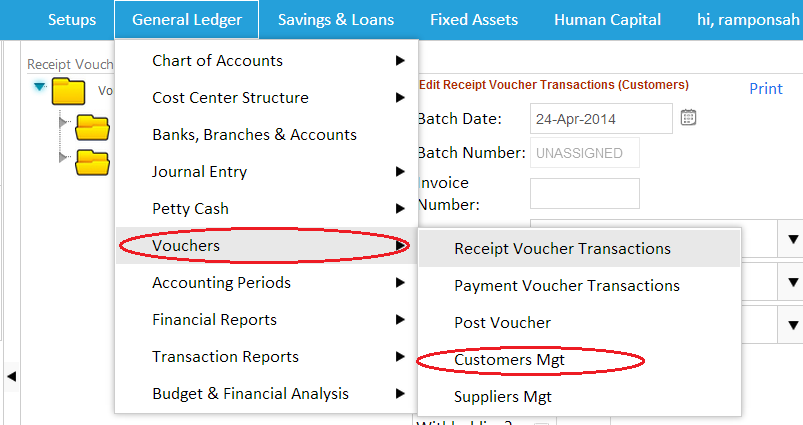 Setups General Ledger Savings & Loans Fixed Assets Human Capital hi, ramponsah
Receipt Vouch
Vo
Chart of Accounts
Cost Center Structure
Banks, Branches & Accounts
Journal Entry
Petty Cash
Vouchers
Accounting Periods
Financial Reports
Transaction Reports
Budget & Financial Analysis
Edit Receipt Voucher Transactions (Customers)
Print
Batch Date: 24-Apr-2014
Batch Number: UNASSIGNED
Invoice
Number:
Receipt Voucher Transactions
Payment Voucher Transactions
Post Voucher
Customers Mgt
Suppliers Mgt